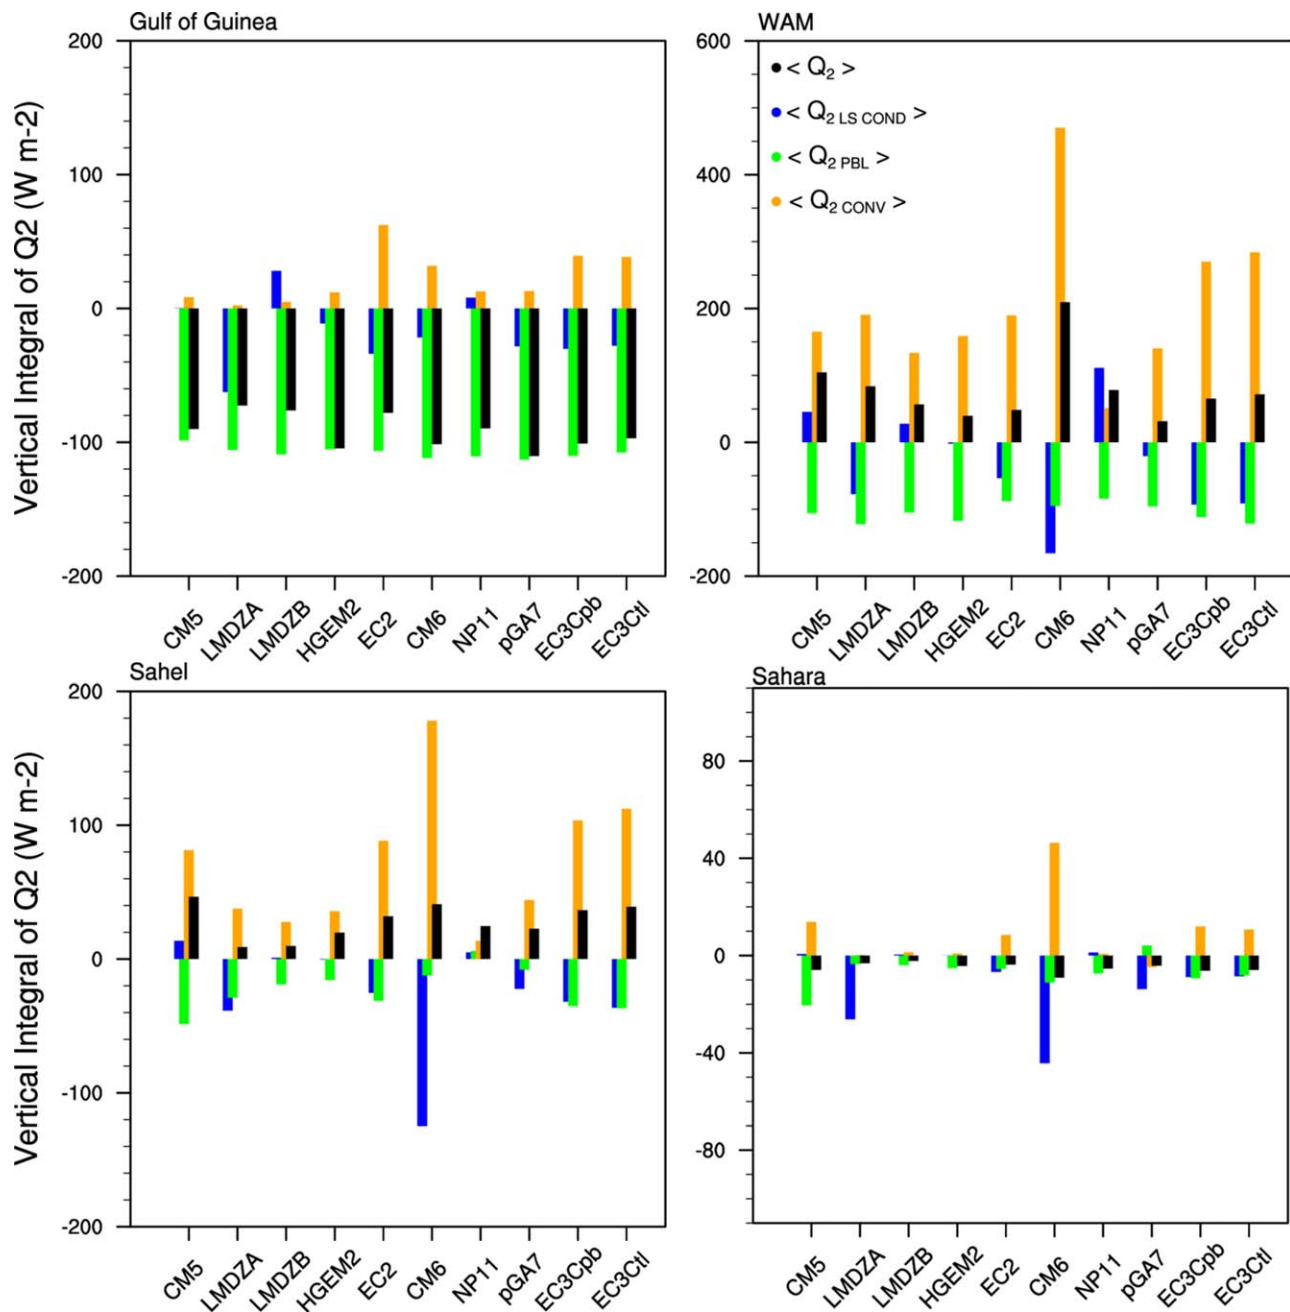 Gulf of Guinea
Vertical Integral of Q2 (W m-2)
200
100
0
-100
-200
CM5
LMDZA
LMDZB
HGEM2
EC2
CM6
NP11
pGA7
EC3Cpb
EC3Ctl
WAM
600
400
200
0
-200
< Q2 >
< Q2 LS COND >
< Q2 PBL >
< Q2 CONV >
CM5
LMDZA
LMDZB
HGEM2
EC2
CM6
NP11
pGA7
EC3Cpb
EC3Ctl
Sahel
Vertical Integral of Q2 (W m-2)
200
100
0
-100
-200
CM5
LMDZA
LMDZB
HGEM2
EC2
CM6
NP11
pGA7
EC3Cpb
EC3Ctl
Sahara
80
40
0
-40
-80
CM5
LMDZA
LMDZB
HGEM2
EC2
CM6
NP11
pGA7
EC3Cpb
EC3Ctl